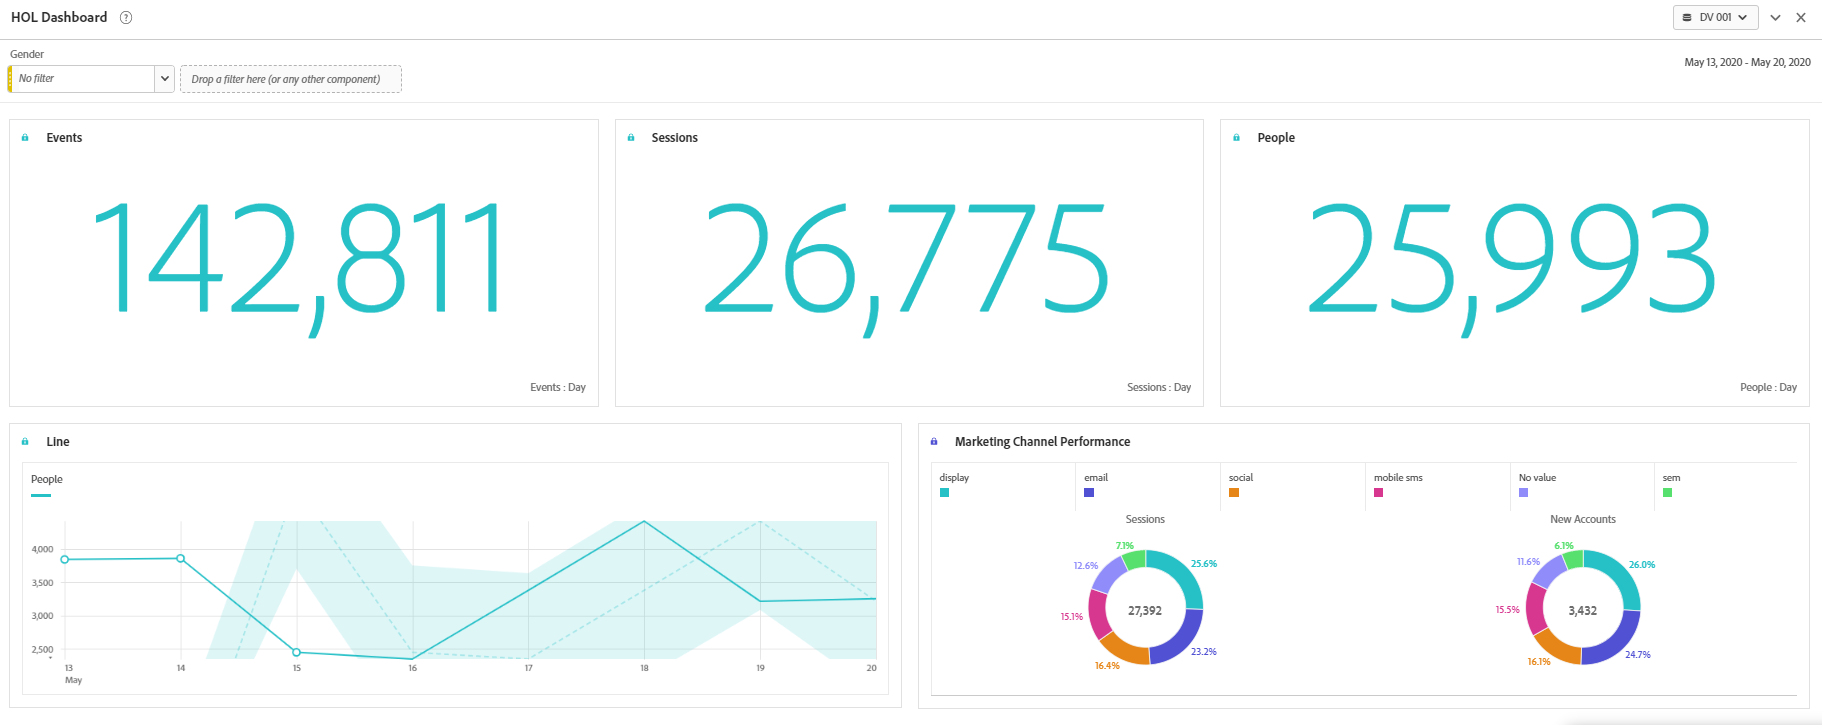 HOL Dashboard ?
DV 001
Gender
No filter
Drop a filter here (or any other component)
May 13, 2020 - May 20, 2020
Events
142,811
Events : Day
Sessions
26,775
Sessions : Day
People
25,993
People : Day
Line
People
4,000
3,500
3,000
2,500
13 14 15 16 17 18 19 20
May
Marketing Channel Performance
display email social mobile sms No value sem
Sessions
7.1%
25.6%
12.6%
15.1%
27,392
16.4%
23.2%
New Accounts
6.1%
26.0%
11.6%
15.5%
3,432
16.1%
24.7%